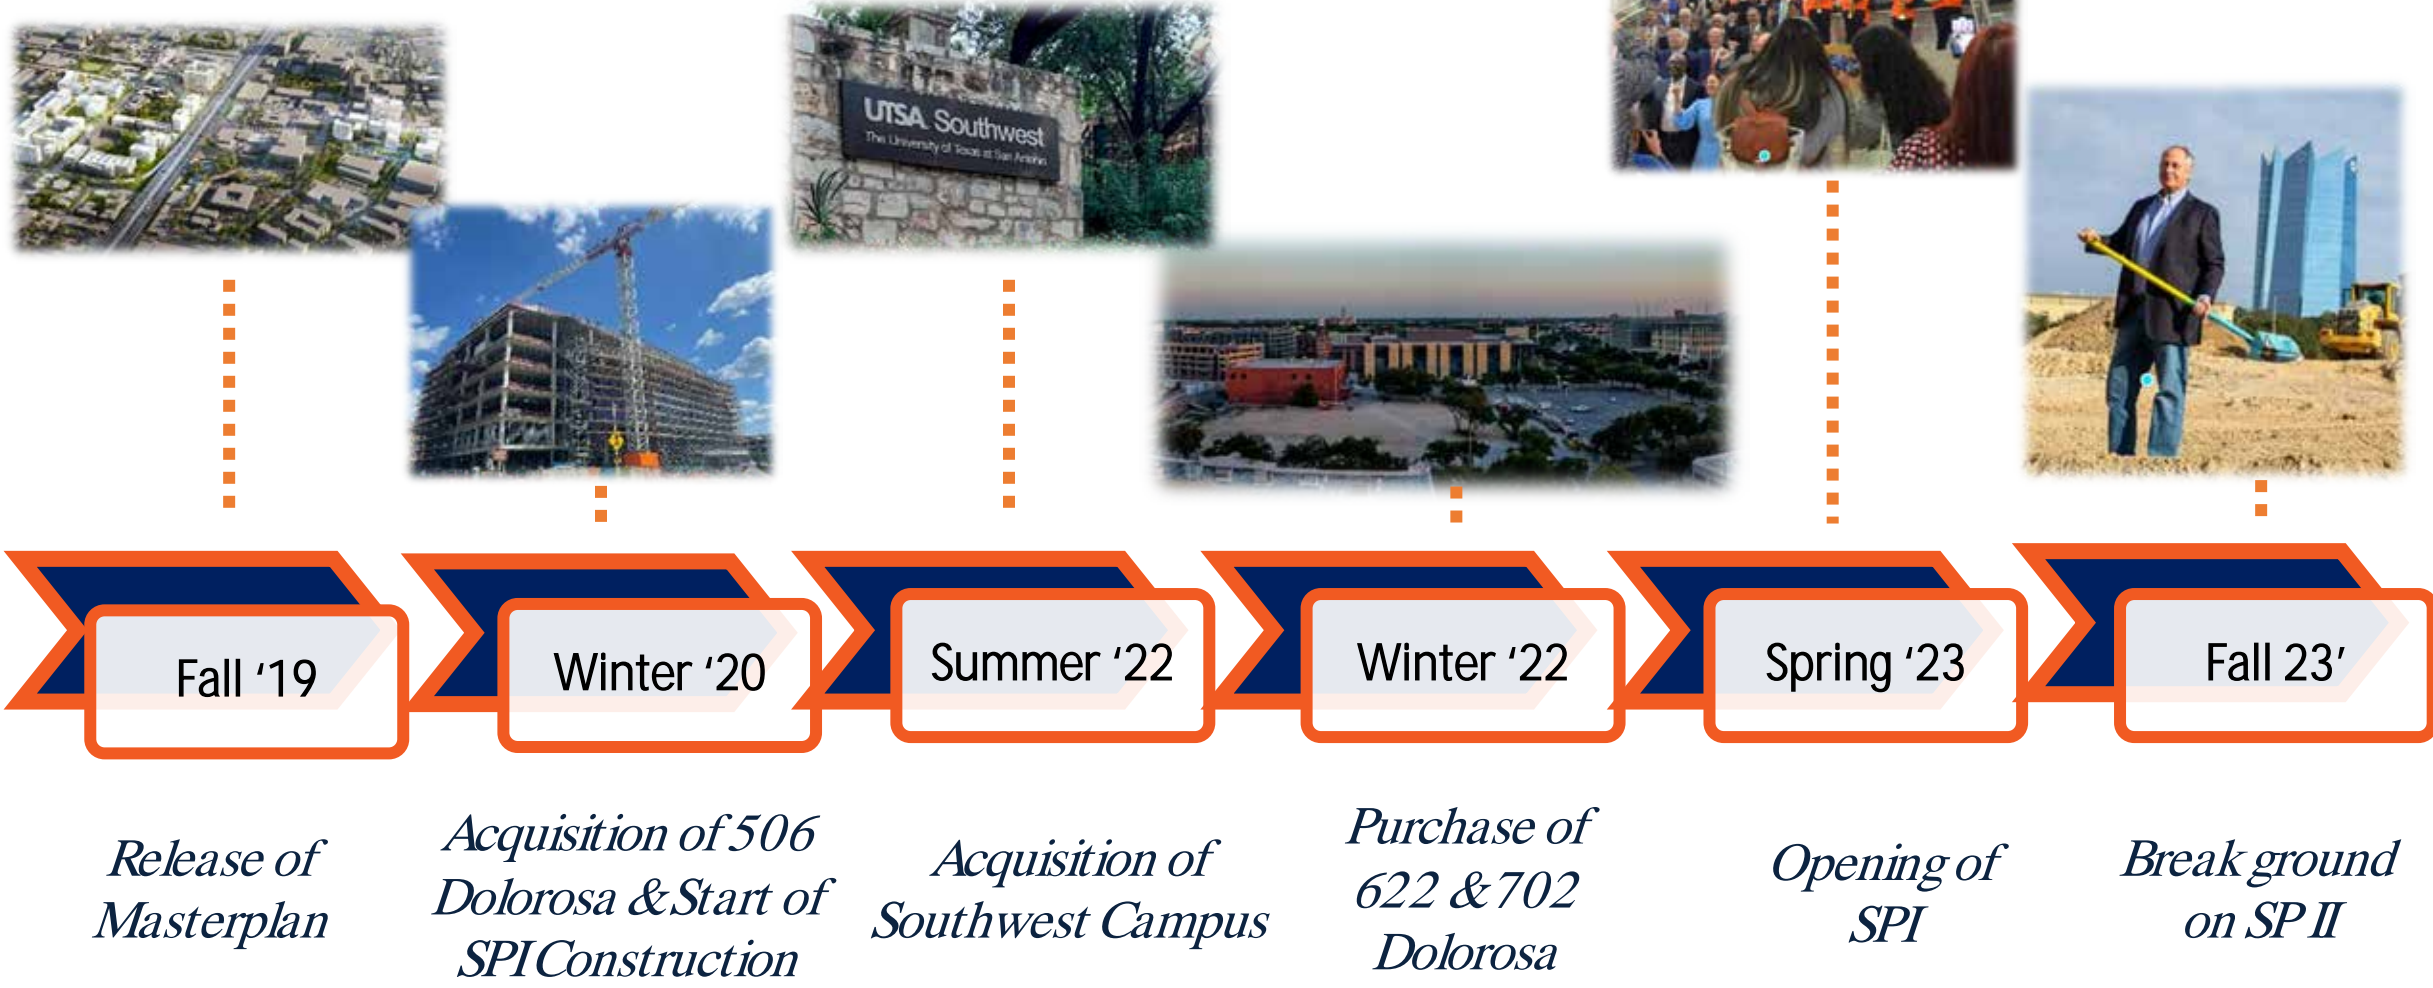 UTSA Southwest
The University of Texas at San Antonio
Fall ‘19
Winter ‘20
Summer ‘22
Winter ‘22
Spring ‘23
Fall 23’
Release of
Masterplan
Acquisition of 506
Dolorosa & Start of
SPI Construction
Acquisition of
Southwest Campus
Purchase of
622 & 702
Dolorosa
Opening of
SPI
Break ground
on SP II